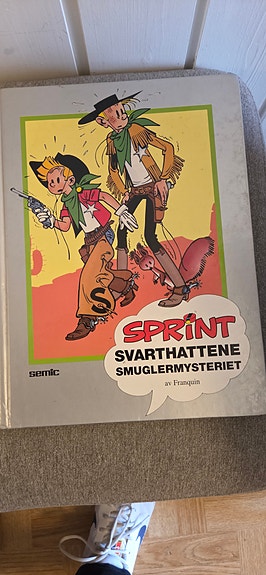 S
semic
SPRINT
SVARTHATTENE
SMUGLERMYSTERIET
av Franquin